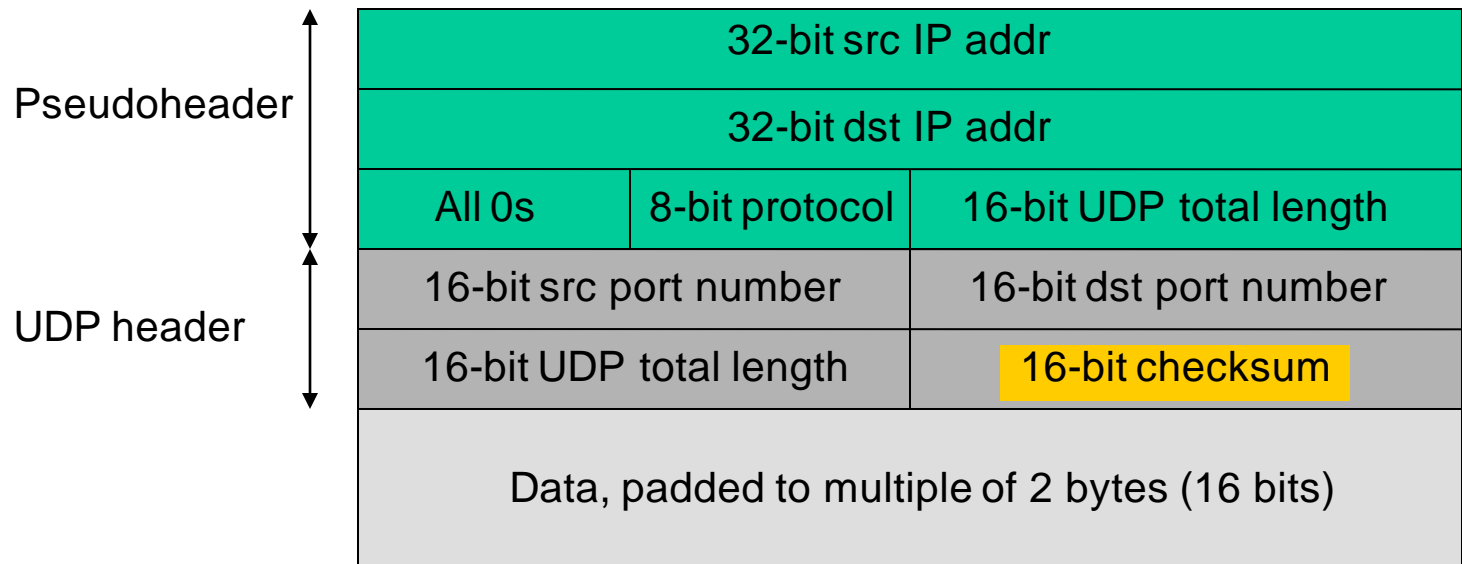 Pseudoheader
32-bit src IP addr
32-bit dst IP addr
All 0s 8-bit protocol 16-bit UDP total length
UDP header
16-bit src port number 16-bit dst port number
16-bit UDP total length 16-bit checksum
Data, padded to multiple of 2 bytes (16 bits)